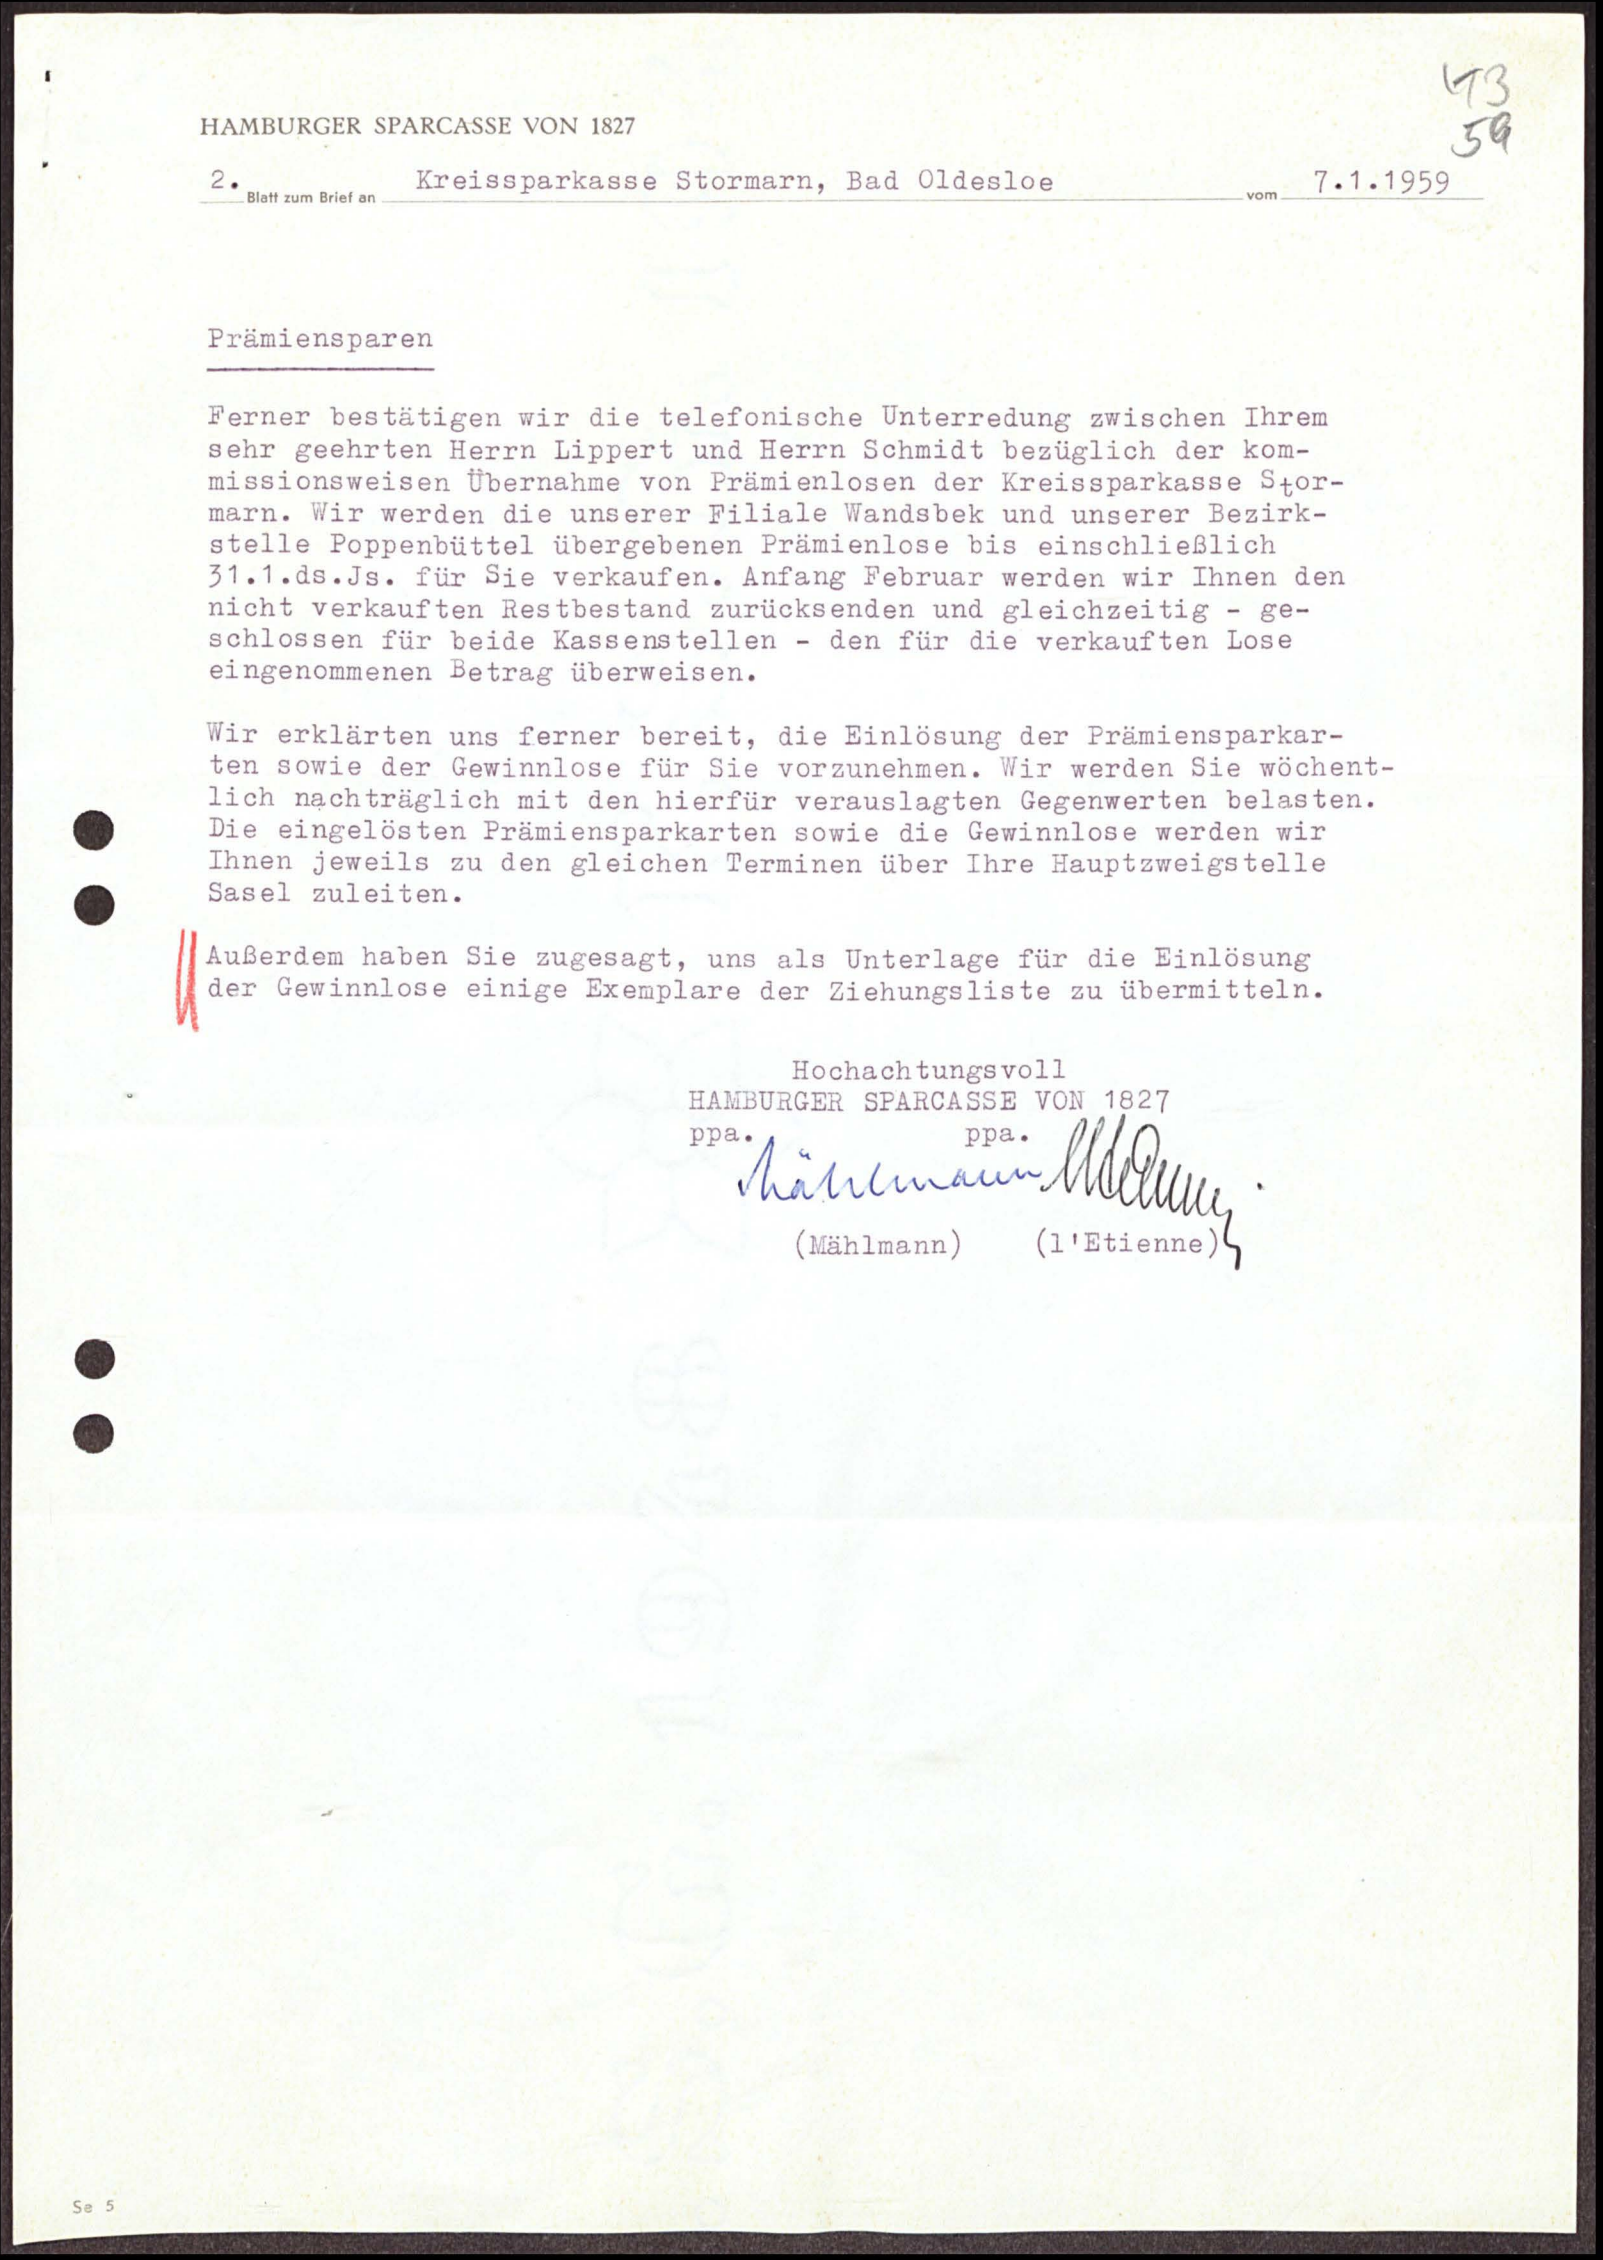 43
59
HAMBURGER SPARCASSE VON 1827
2. Blatt zum Brief an Kreissparkasse Stormarn, Bad Oldesloe vom 7.1.1959
Prämiensparen
Ferner bestätigen wir die telefonische Unterredung zwischen Ihrem
sehr geehrten Herrn Lippert und Herrn Schmidt bezüglich der kom-
missionsweisen Übernahme von Prämienlosen der Kreissparkasse Stor-
marn. Wir werden die unserer Filiale Wandsbek und unserer Bezirk-
stelle Poppenbüttel übergebenen Prämienlose bis einschließlich
31.1.ds.Js. für Sie verkaufen. Anfang Februar werden wir Ihnen den
nicht verkauften Restbestand zurücksenden und gleichzeitig - ge-
schlossen für beide Kassenstellen - den für die verkauften Lose
eingenommenen Betrag überweisen.
Wir erklärten uns ferner bereit, die Einlösung der Prämiensparkar-
ten sowie der Gewinnlose für Sie vorzunehmen. Wir werden Sie wöchent-
lich nachträglich mit den hierfür verauslagten Gegenwerten belasten.
Die eingelösten Prämiensparkarten sowie die Gewinnlose werden wir
Ihnen jeweils zu den gleichen Terminen über Ihre Hauptzweigstelle
Sasel zuleiten.
Außerdem haben Sie zugesagt, uns als Unterlage für die Einlösung
der Gewinnlose einige Exemplare der Ziehungsliste zu übermitteln.
Hochachtungsvoll
HAMBURGER SPARCASSE VON 1827
ppa. ppa.
Mählmann
(Mählmann) (l'Etienne)
Se 5